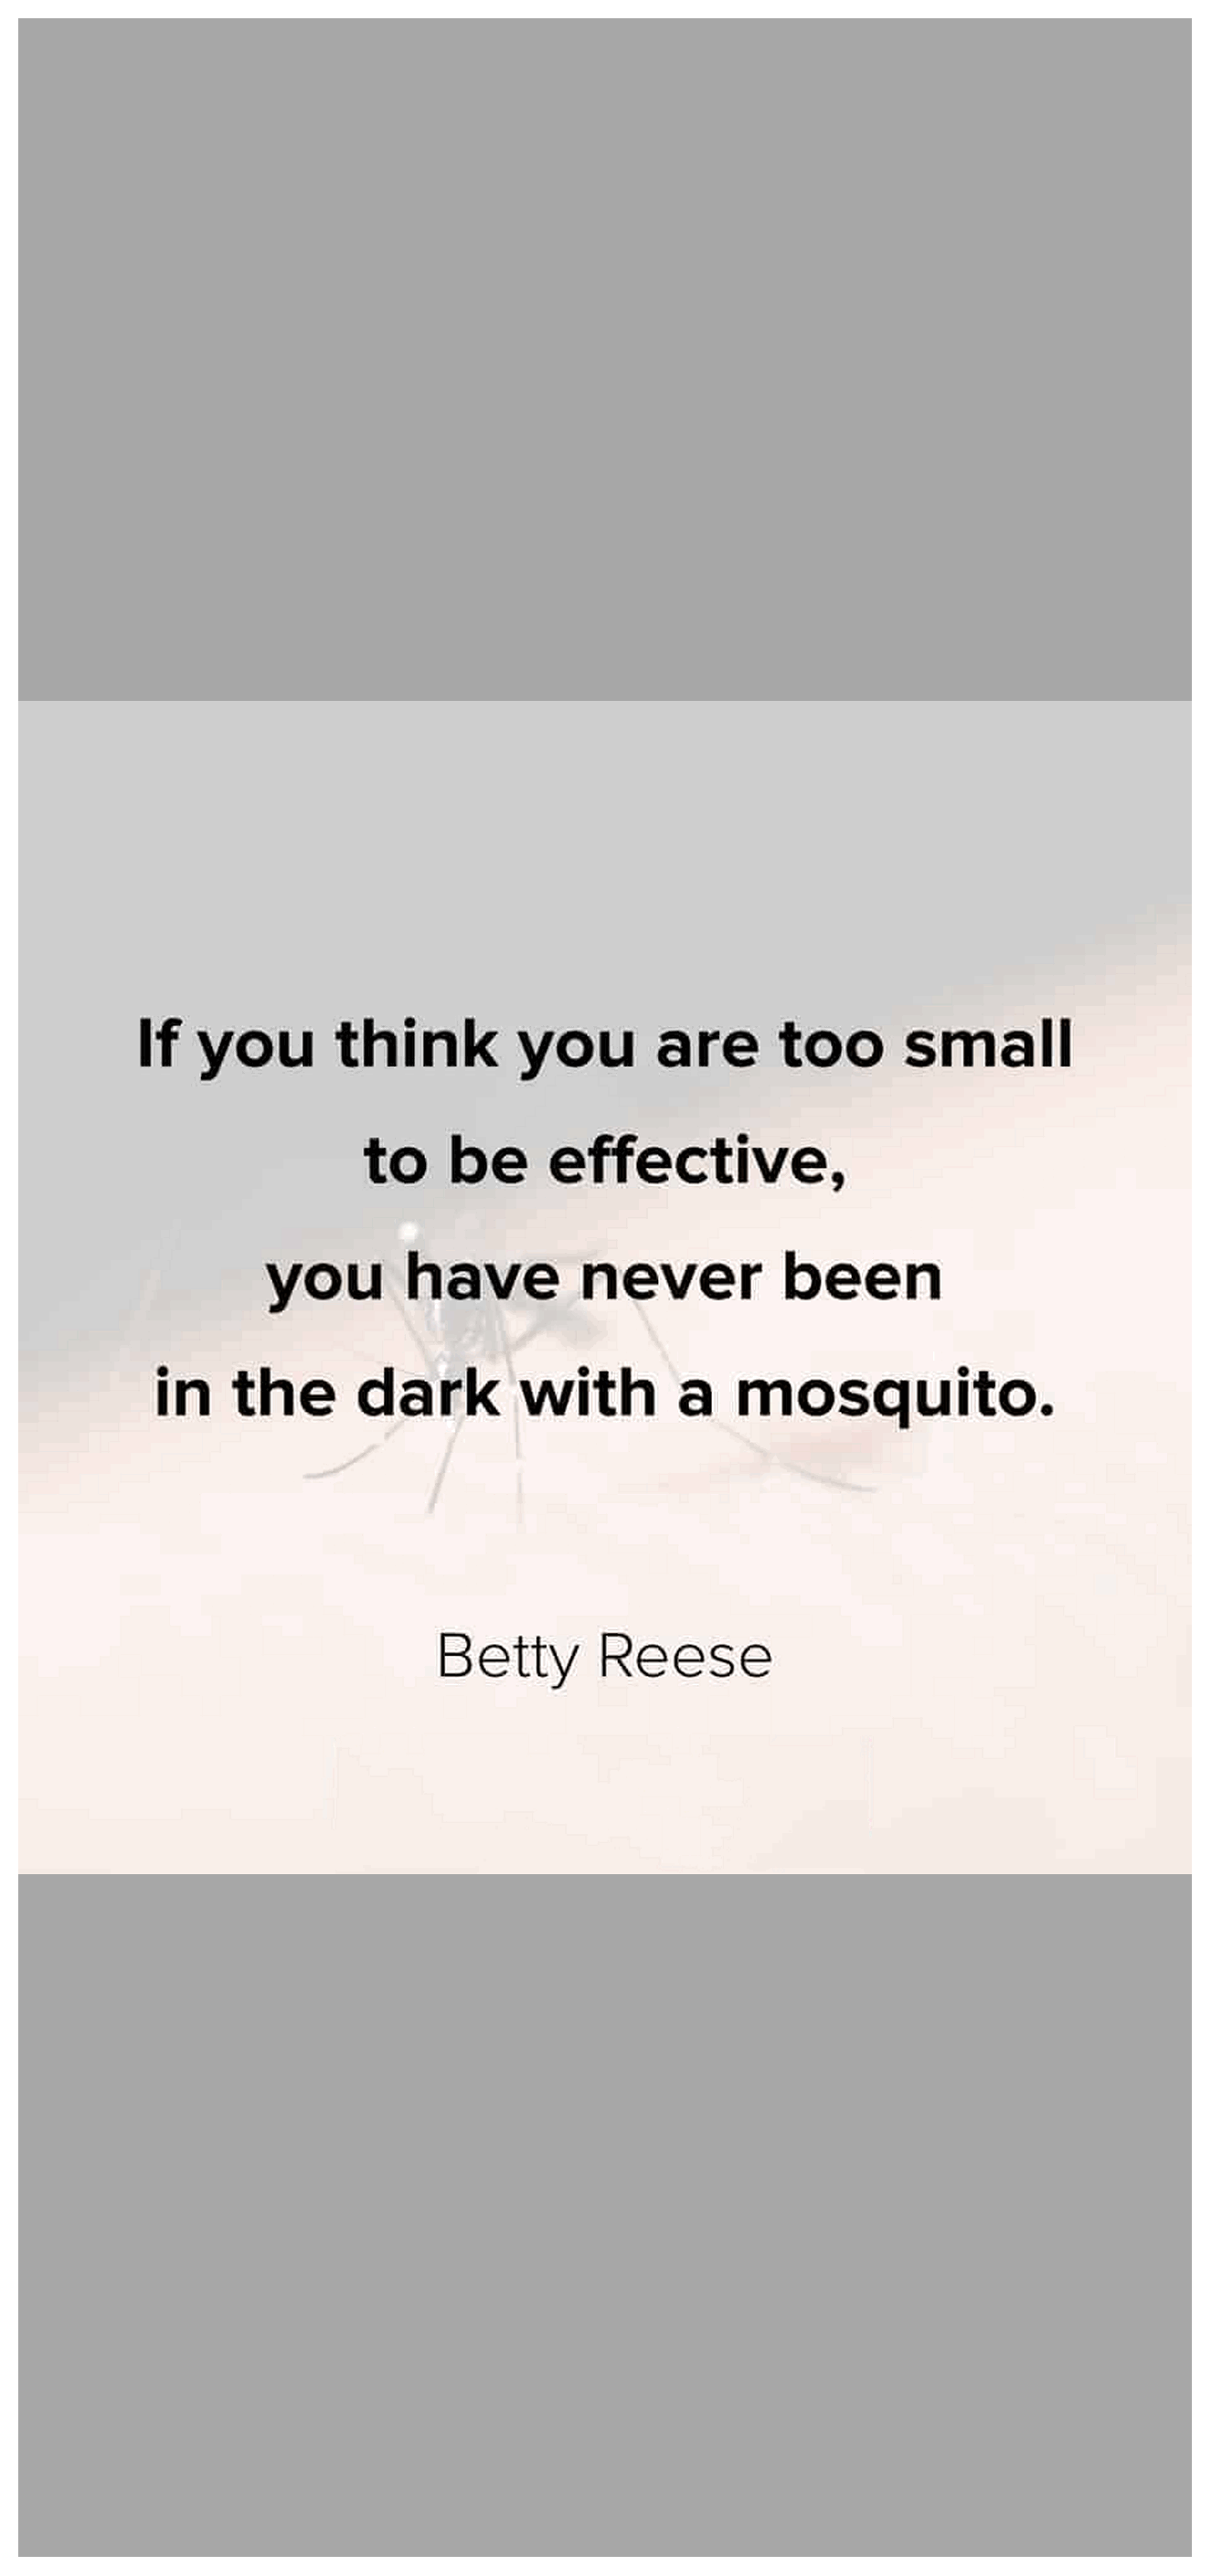 If you think you are too small
to be effective,
you have never been
in the dark with a mosquito.
Betty Reese